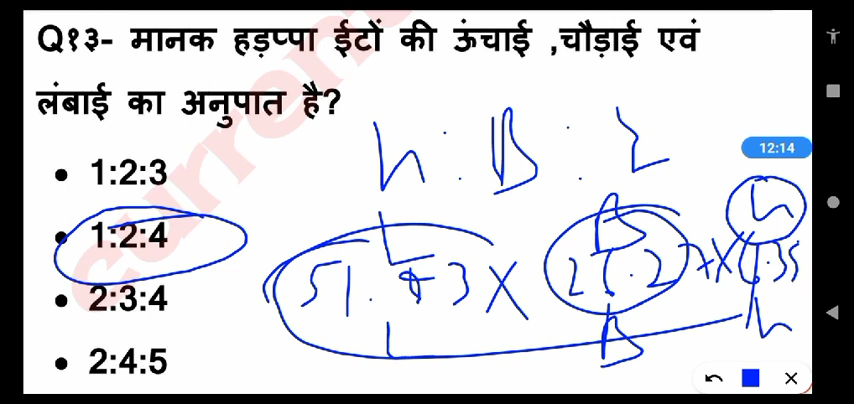 Q१३- मानक हड़प्पा ईटों की ऊंचाई ,चौड़ाई एवं
लंबाई का अनुपात है?
h : B : L
12:14
• 1:2:3
• 1:2:4
• 2:3:4
• 2:4:5
L B h
L B h
current